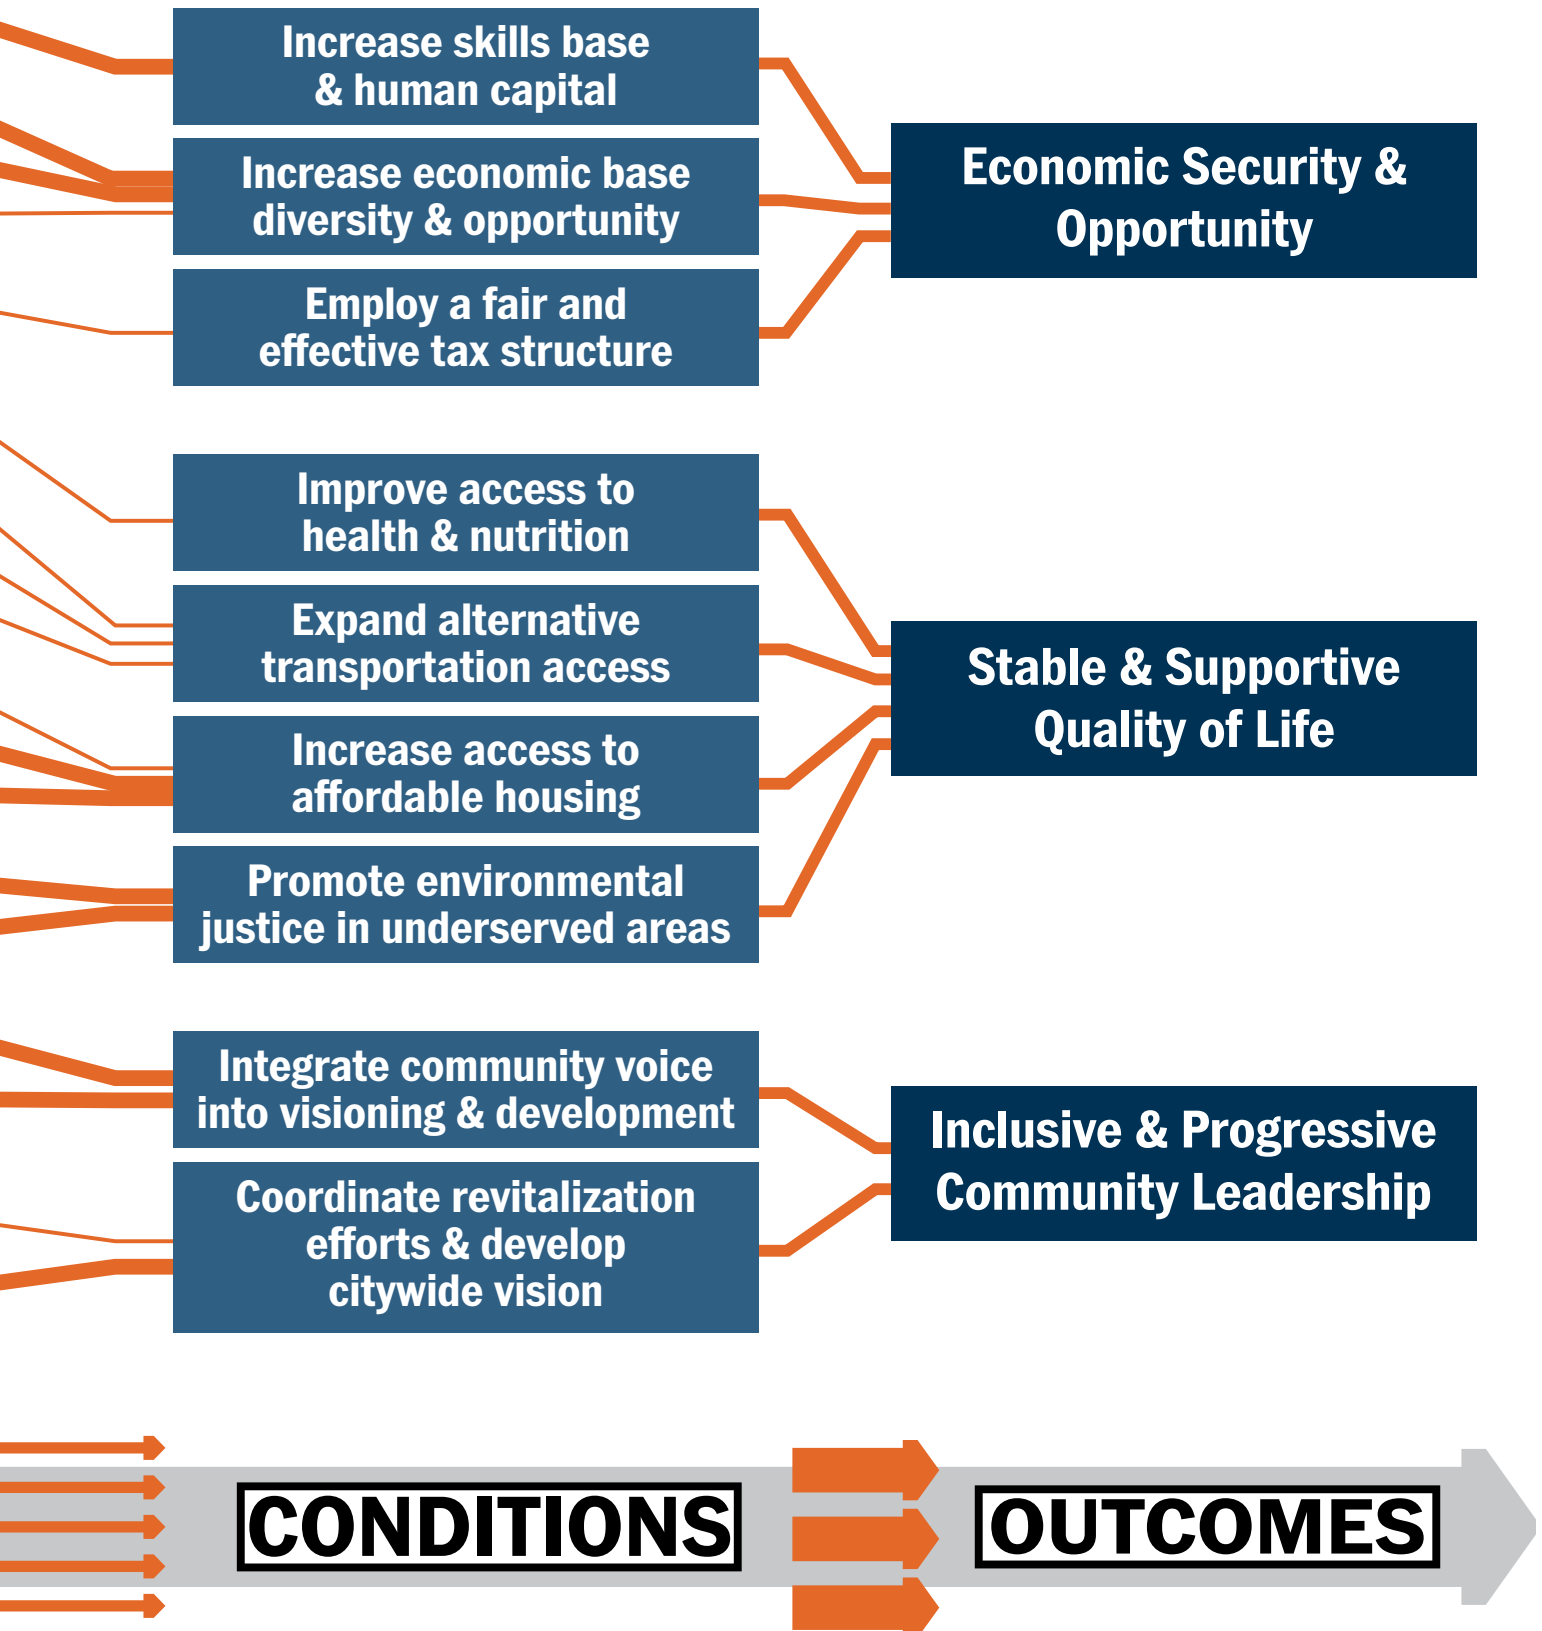 Increase skills base
& human capital
Increase economic base
diversity & opportunity
Employ a fair and
effective tax structure
Economic Security &
Opportunity
Improve access to
health & nutrition
Expand alternative
transportation access
Increase access to
affordable housing
Promote environmental
justice in underserved areas
Stable & Supportive
Quality of Life
Integrate community voice
into visioning & development
Coordinate revitalization
efforts & develop
citywide vision
Inclusive & Progressive
Community Leadership
CONDITIONS
OUTCOMES